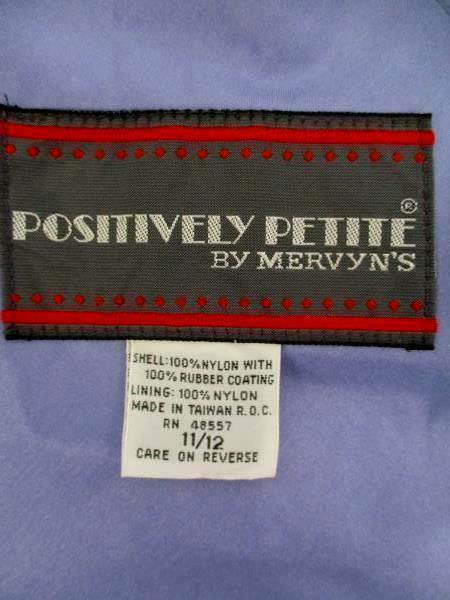 POSITIVELY PETITE®
BY MERVYN'S
SHELL: 100% NYLON WITH
100% RUBBER COATING
LINING: 100% NYLON
MADE IN TAIWAN R.O.C.
RN 48557
11/12
CARE ON REVERSE